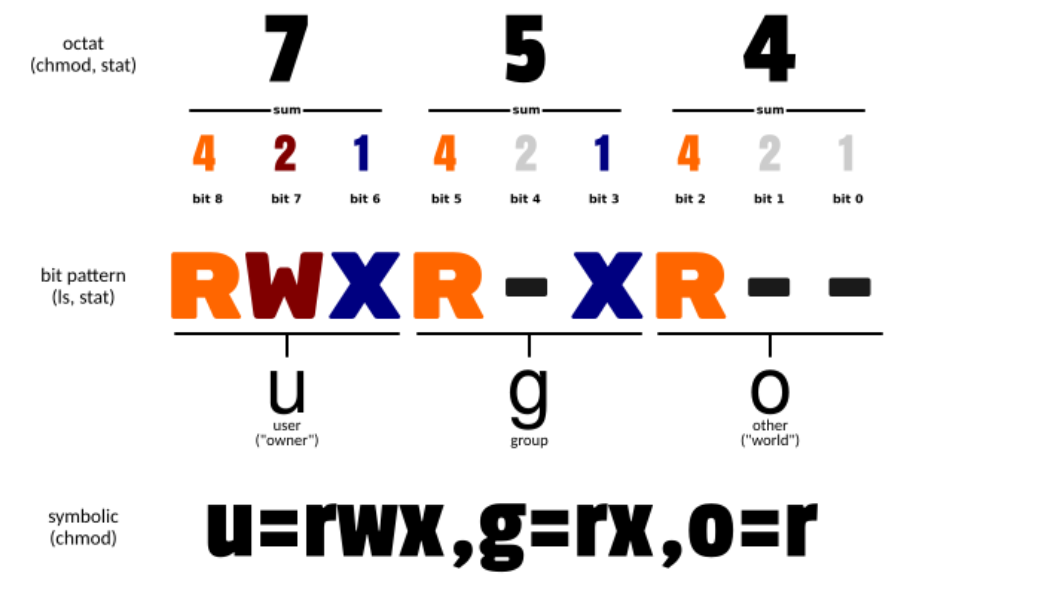 octat
(chmod, stat)
7 5 4
sum sum sum
4 2 1 4 2 1 4 2 1
bit 8 bit 7 bit 6 bit 5 bit 4 bit 3 bit 2 bit 1 bit 0
bit pattern
(ls, stat)
RWXR-XR--
u g o
user group other
("owner") ("world")
symbolic
(chmod)
u=rwx,g=rx,o=r